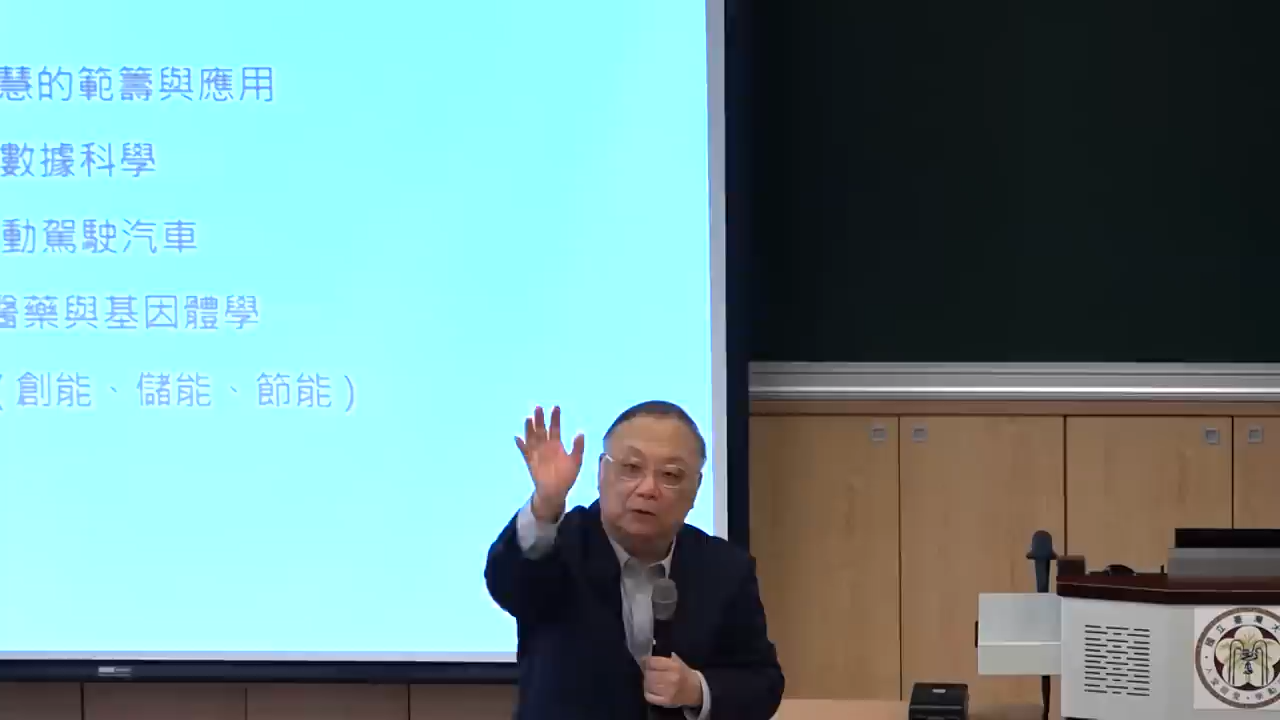 慧的範籌與應用
數據科學
動駕駛汽車
醫藥與基因體學
(創能、儲能、節能)